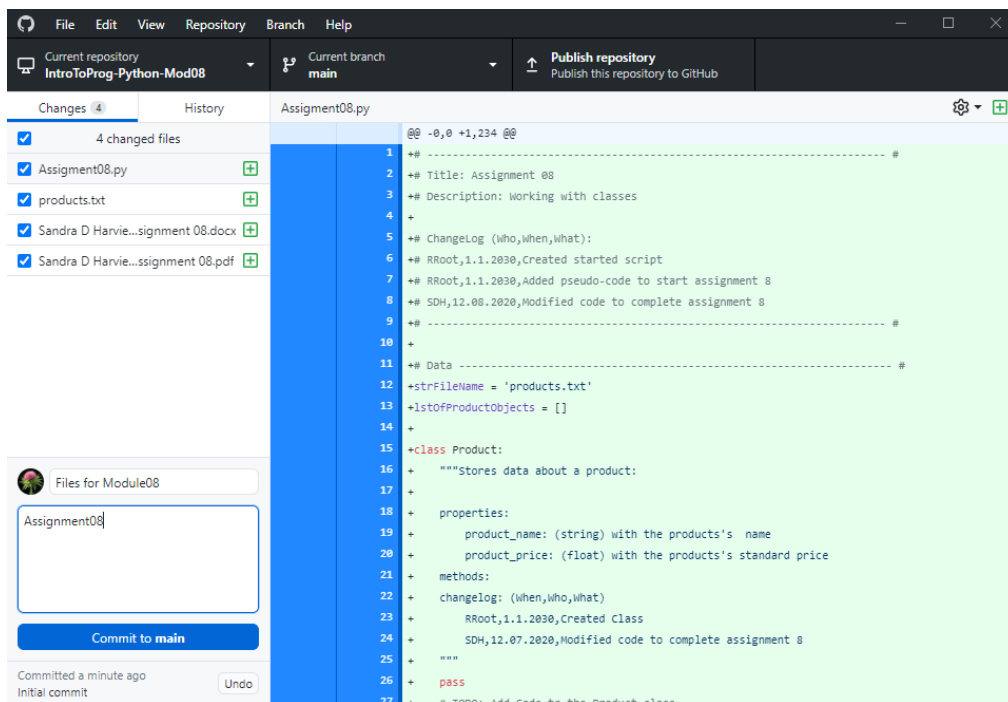 File Edit View Repository Branch Help
Current repository
IntroToProg-Python-Mod08
Current branch
main
Publish repository
Publish this repository to GitHub
Changes 4 History
Assigment08.py
4 changed files
Assigment08.py
products.txt
Sandra D Harvie...signment 08.docx
Sandra D Harvie...ssignment 08.pdf
Files for Module08
Assignment08
Commit to main
Committed a minute ago
Initial commit
Undo
@@ -0,0 +1,234 @@
1 +# -------------------------------------------------------------------- #
2 +# Title: Assignment 08
3 +# Description: Working with classes
4 +
5 +# ChangeLog (Who,When,What):
6 +# RRoot,1.1.2030,Created started script
7 +# RRoot,1.1.2030,Added pseudo-code to start assignment 8
8 +# SDH,12.08.2020,Modified code to complete assignment 8
9 +# -------------------------------------------------------------------- #
10 +
11 +# Data ---------------------------------------------------------------- #
12 +strFileName = 'products.txt'
13 +lstOfProductObjects = []
14 +
15 +class Product:
16 +    """Stores data about a product:
17 +
18 +    properties:
19 +        product_name: (string) with the products's  name
20 +        product_price: (float) with the products's standard price
21 +    methods:
22 +    changelog: (When,Who,What)
23 +        RRoot,1.1.2030,Created Class
24 +        SDH,12.07.2020,Modified code to complete assignment 8
25 +    """
26 +    pass
27 +    # TODO: Add Code to the Product class